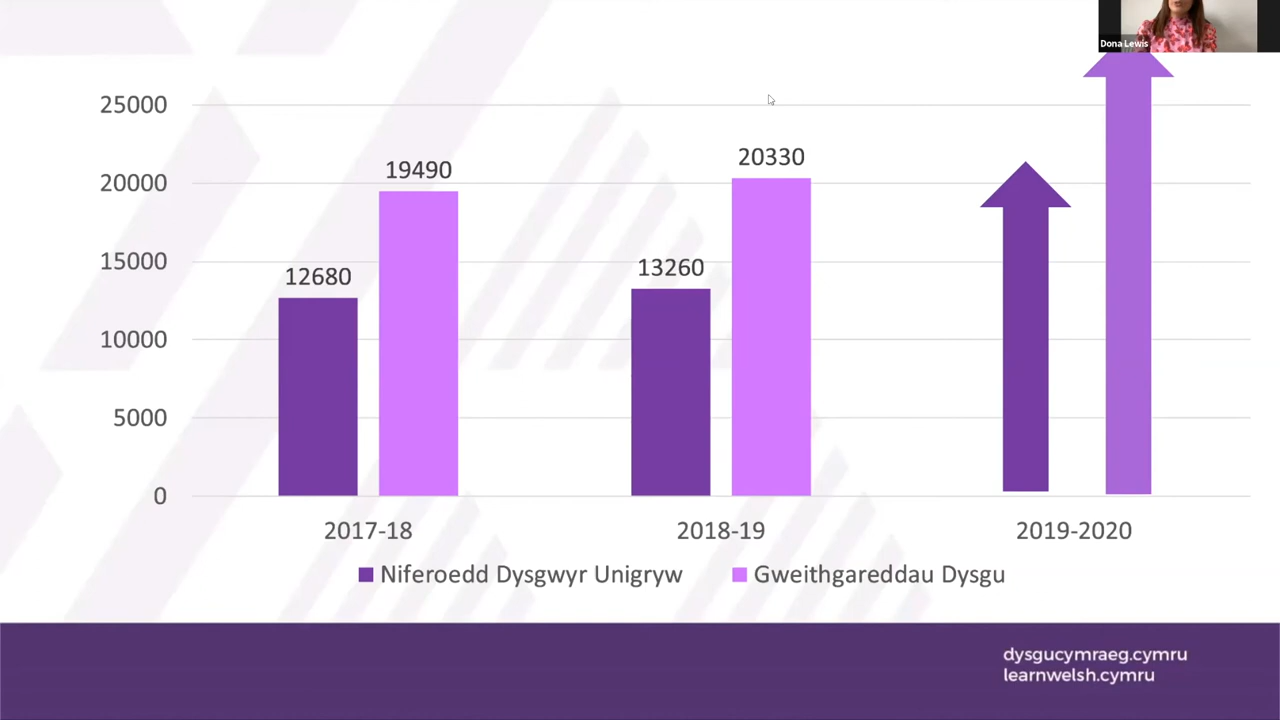 Dona Lewis
25000
20000
15000
10000
5000
0
19490
12680
20330
13260
2017-18
2018-19
2019-2020
Niferoedd Dysgwyr Unigryw
Gweithgareddau Dysgu
dysgucymraeg.cymru
learnwelsh.cymru